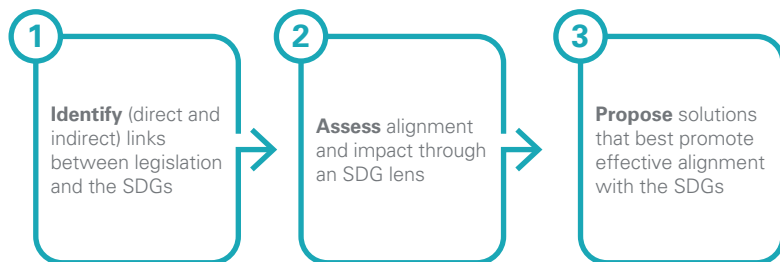 1
Identify (direct and
indirect) links
between legislation
and the SDGs
2
Assess alignment
and impact through
an SDG lens
3
Propose solutions
that best promote
effective alignment
with the SDGs